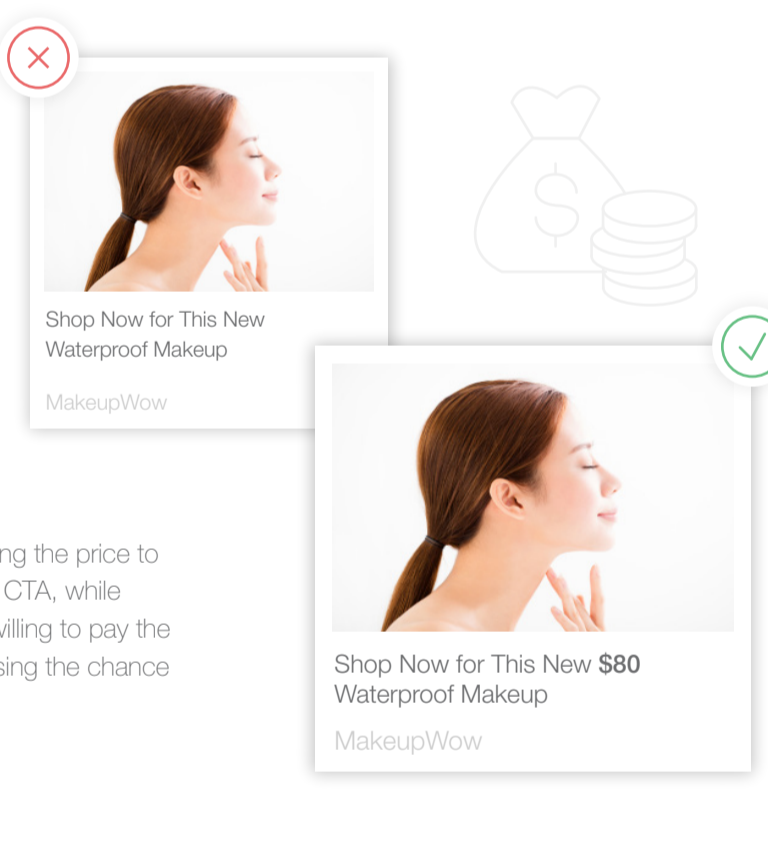 Shop Now for This New
Waterproof Makeup
MakeupWow
ng the price to
CTA, while
illing to pay the
sing the chance
$
Shop Now for This New $80
Waterproof Makeup
MakeupWow